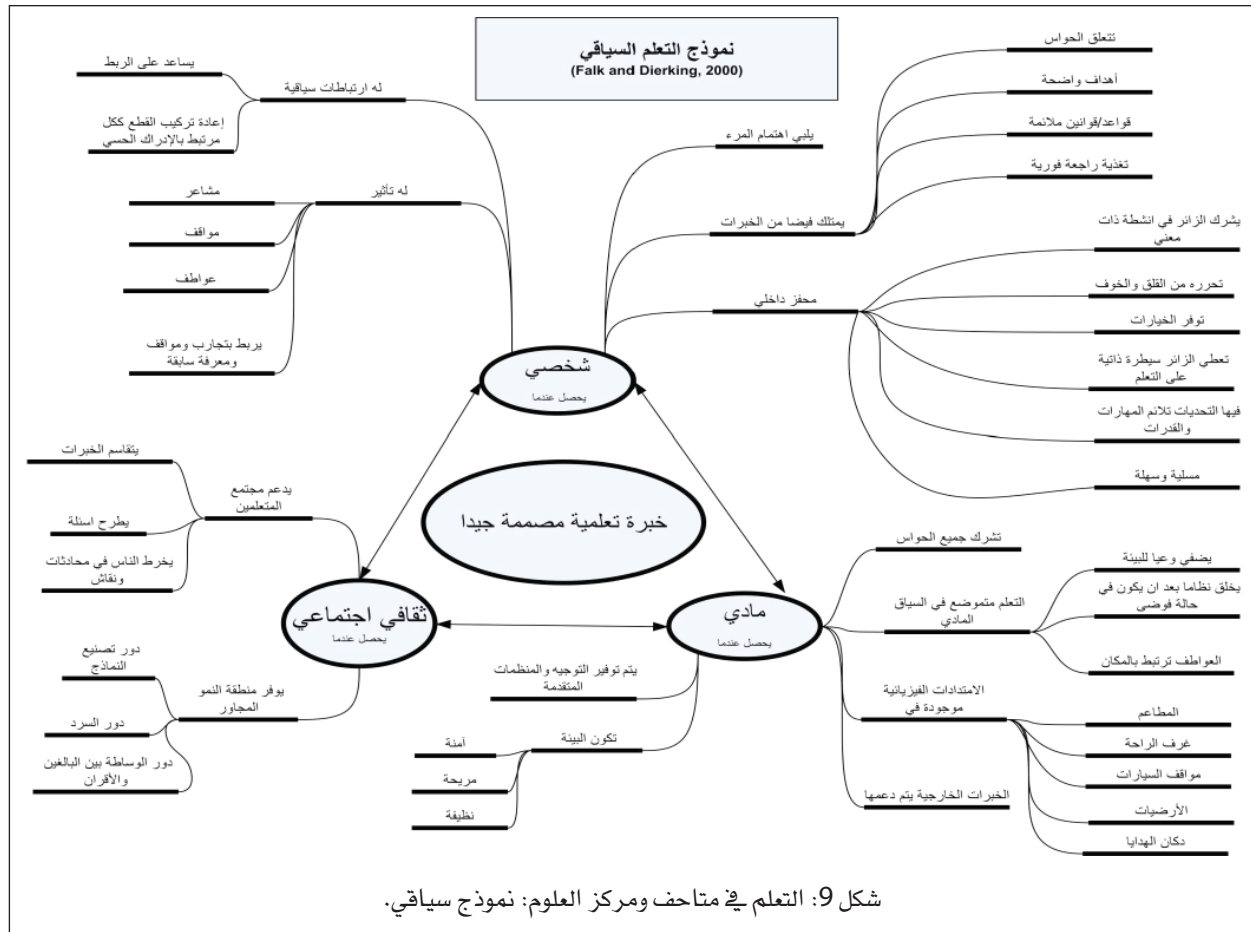 نموذج التعلم السياقي
(Falk and Dierking, 2000)
يساعد على الربط
له ارتباطات سياقية
إعادة تركيب القطع ككل
مرتبط بالإدراك الحسي
له تأثير
مشاعر
مواقف
عواطف
يربط بتجارب ومواقف
ومعرفة سابقة
يلبي اهتمام المرء
يمتلك فيضا من الخبرات
تتعلق الحواس
أهداف واضحة
قواعد/قوانين ملائمة
تغذية راجعة فورية
محفز داخلي
يشرك الزائر في انشطة ذات
معني
تحرره من القلق والخوف
توفر الخيارات
تعطي الزائر سيطرة ذاتية
على التعلم
فيها التحديات تلائم المهارات
والقدرات
مسلية وسهلة
شخصي
يحصل عندما
خبرة تعلمية مصممة جيدا
ثقافي اجتماعي
يحصل عندما
يدعم مجتمع
المتعلمين
يتقاسم الخبرات
يطرح اسئلة
يخرط الناس في محادثات
ونقاش
يوفر منطقة النمو
المجاور
دور تصنيع
النماذج
دور السرد
دور الوساطة بين البالغين
والأقران
مادي
يحصل عندما
تشرك جميع الحواس
التعلم متموضع في السياق
المادي
يضفي وعيا للبيئة
يخلق نظاما بعد ان يكون في
حالة فوضى
العواطف ترتبط بالمكان
الامتدادات الفيزيائية
موجودة في
المطاعم
غرف الراحة
مواقف السيارات
الأرضيات
دكان الهدايا
الخبرات الخارجية يتم دعمها
يتم توفير التوجيه والمنظمات
المتقدمة
تكون البيئة
آمنة
مريحة
نظيفة
شكل 9: التعلم في متاحف ومركز العلوم: نموذج سياقي.